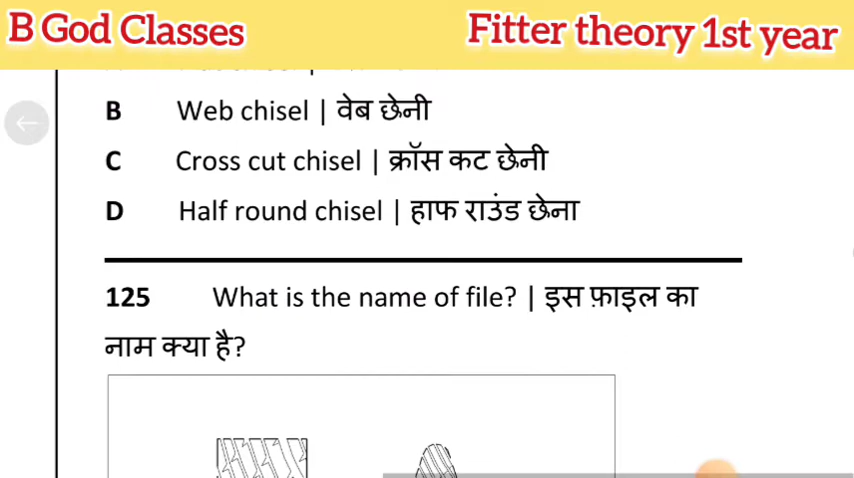 B God Classes
Fitter theory 1st year
B Web chisel | वेब छेनी
C Cross cut chisel | क्रॉस कट छेनी
D Half round chisel | हाफ राउंड छेना
125 What is the name of file? | इस फ़ाइल का
नाम क्या है?